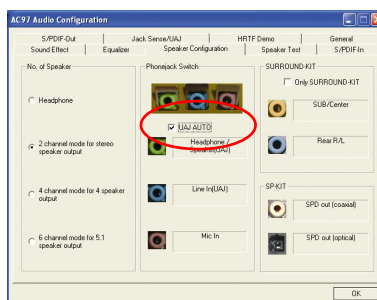 AC97 Audio Configuration
S/PDIF-Out
Jack Sense/UAJ
HRTF Demo
General
Sound Effect
Equalizer
Speaker Configuration
Speaker Test
S/PDIF-In
No. of Speaker
Headphone
2 channel mode for stereo
speaker output
4 channel mode for 4 speaker
output
6 channel mode for 5.1
speaker output
Phonejack Switch
UAJ AUTO
Headphone /
Speaker(UAJ)
Line In(UAJ)
Mic In
SURROUND-KIT
Only SURROUND-KIT
SUB/Center
Rear R/L
SP-KIT
SPD out (coaxial)
SPD out (optical)
OK